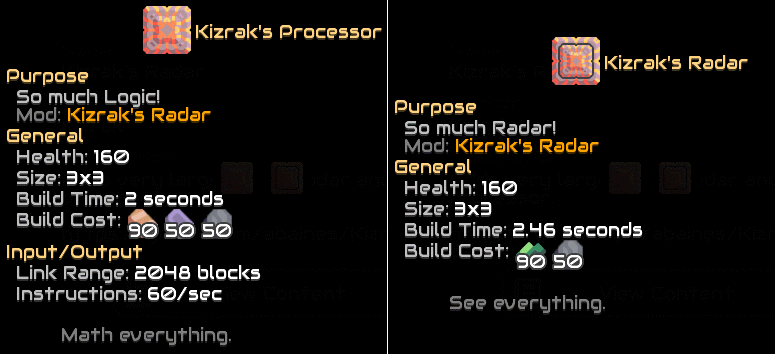 Kizrak's Processor
Purpose
So much Logic!
Mod: Kizrak's Radar
General
Health: 160
Size: 3x3
Build Time: 2 seconds
Build Cost: 90 50 50
Input/Output
Link Range: 2048 blocks
Instructions: 60/sec
Math everything.
Kizrak's Radar
Purpose
So much Radar!
Mod: Kizrak's Radar
General
Health: 160
Size: 3x3
Build Time: 2.46 seconds
Build Cost: 90 50
View Content
See everything.